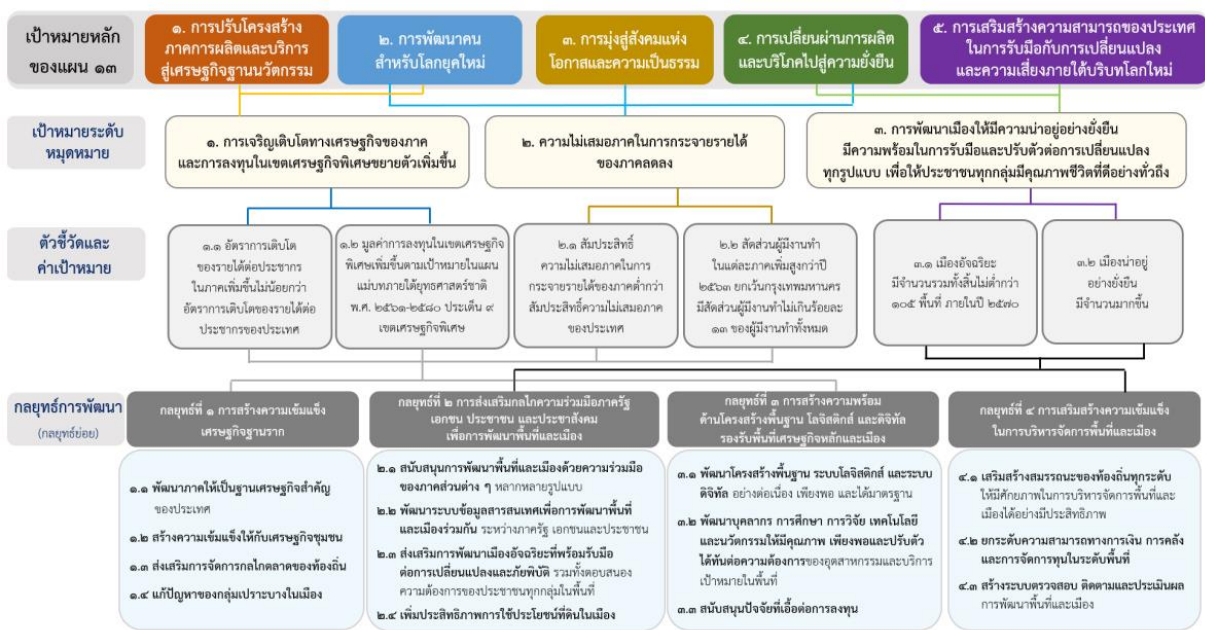 เป้าหมายหลัก
ของแผน ๑๓
๑. การปรับโครงสร้าง
ภาคการผลิตและบริการ
สู่เศรษฐกิจฐานนวัตกรรม
๒. การพัฒนาคน
สำหรับโลกยุคใหม่
๓. การมุ่งสู่สังคมแห่ง
โอกาสและความเป็นธรรม
๔. การเปลี่ยนผ่านการผลิต
และบริโภคไปสู่ความยั่งยืน
๕. การเสริมสร้างความสามารถของประเทศ
ในการรับมือกับการเปลี่ยนแปลง
และความเสี่ยงภายใต้บริบทโลกใหม่
เป้าหมายระดับ
หมุดหมาย
๑. การเจริญเติบโตทางเศรษฐกิจของภาค
และการลงทุนในเขตเศรษฐกิจพิเศษขยายตัวเพิ่มขึ้น
๒. ความไม่เสมอภาคในการกระจายรายได้
ของภาคลดลง
๓. การพัฒนาเมืองให้มีความน่าอยู่อย่างยั่งยืน
มีความพร้อมในการรับมือและปรับตัวต่อการเปลี่ยนแปลง
ทุกรูปแบบ เพื่อให้ประชาชนทุกกลุ่มมีคุณภาพชีวิตที่ดีอย่างทั่วถึง
ตัวชี้วัดและ
ค่าเป้าหมาย
๑.๑ อัตราการเติบโต
ของรายได้ต่อประชากร
ในภาคเพิ่มขึ้นไม่น้อยกว่า
อัตราการเติบโตของรายได้ต่อ
ประชากรของประเทศ
๑.๒ มูลค่าการลงทุนในเขตเศรษฐกิจ
พิเศษเพิ่มขึ้นตามเป้าหมายในแผน
แม่บทภายใต้ยุทธศาสตร์ชาติ
พ.ศ. ๒๕๖๑-๒๕๘๐ ประเด็น ๙
เขตเศรษฐกิจพิเศษ
๒.๑ สัมประสิทธิ์
ความไม่เสมอภาคในการ
กระจายรายได้ของภาคต่ำกว่า
สัมประสิทธิ์ความไม่เสมอภาค
ของประเทศ
๒.๒ สัดส่วนผู้มีงานทำ
ในแต่ละภาคเพิ่มสูงกว่าปี
๒๕๖๓ ยกเว้นกรุงเทพมหานคร
มีสัดส่วนผู้มีงานทำไม่เกินร้อยละ
๑๓ ของผู้มีงานทำทั้งหมด
๓.๑ เมืองอัจฉริยะ
มีจำนวนรวมทั้งสิ้นไม่ต่ำกว่า
๑๐๕ พื้นที่ ภายในปี ๒๕๗๐
๓.๒ เมืองน่าอยู่
อย่างยั่งยืน
มีจำนวนมากขึ้น
กลยุทธ์การพัฒนา
(กลยุทธ์ย่อย)
กลยุทธ์ที่ ๑ การสร้างความเข้มแข็ง
เศรษฐกิจฐานราก
๑.๑ พัฒนาภาคให้เป็นฐานเศรษฐกิจสำคัญ
ของประเทศ
๑.๒ สร้างความเข้มแข็งให้กับเศรษฐกิจชุมชน
๑.๓ ส่งเสริมการจัดการกลไกตลาดของท้องถิ่น
๑.๔ แก้ปัญหาของกลุ่มเปราะบางในเมือง
กลยุทธ์ที่ ๒ การส่งเสริมกลไกความร่วมมือภาครัฐ
เอกชน ประชาชน และประชาสังคม
เพื่อการพัฒนาพื้นที่และเมือง
๒.๑ สนับสนุนการพัฒนาพื้นที่และเมืองด้วยความร่วมมือ
ของภาคส่วนต่าง ๆ หลากหลายรูปแบบ
๒.๒ พัฒนาระบบข้อมูลสารสนเทศเพื่อการพัฒนาพื้นที่
และเมืองร่วมกัน ระหว่างภาครัฐ เอกชนและประชาชน
๒.๓ ส่งเสริมการพัฒนาเมืองอัจฉริยะที่พร้อมรับมือ
ต่อการเปลี่ยนแปลงและภัยพิบัติ รวมทั้งตอบสนอง
ความต้องการของประชาชนทุกกลุ่มในพื้นที่
๒.๔ เพิ่มประสิทธิภาพการใช้ประโยชน์ที่ดินในเมือง
กลยุทธ์ที่ ๓ การสร้างความพร้อม
ด้านโครงสร้างพื้นฐาน โลจิสติกส์ และดิจิทัล
รองรับพื้นที่เศรษฐกิจหลักและเมือง
๓.๑ พัฒนาโครงสร้างพื้นฐาน ระบบโลจิสติกส์ และระบบ
ดิจิทัล อย่างต่อเนื่อง เพียงพอ และได้มาตรฐาน
๓.๒ พัฒนาบุคลากร การศึกษา การวิจัย เทคโนโลยี
และนวัตกรรมให้มีคุณภาพ เพียงพอและปรับตัว
ได้ทันต่อความต้องการของอุตสาหกรรมและบริการ
เป้าหมายในพื้นที่
๓.๓ สนับสนุนปัจจัยที่เอื้อต่อการลงทุน
กลยุทธ์ที่ ๔ การเสริมสร้างความเข้มแข็ง
ในการบริหารจัดการพื้นที่และเมือง
๔.๑ เสริมสร้างสมรรถนะของท้องถิ่นทุกระดับ
ให้มีศักยภาพในการบริหารจัดการพื้นที่และ
เมืองได้อย่างมีประสิทธิภาพ
๔.๒ ยกระดับความสามารถทางการเงิน การคลัง
และการจัดการทุนในระดับพื้นที่
๔.๓ สร้างระบบตรวจสอบ ติดตามและประเมินผล
การพัฒนาพื้นที่และเมือง